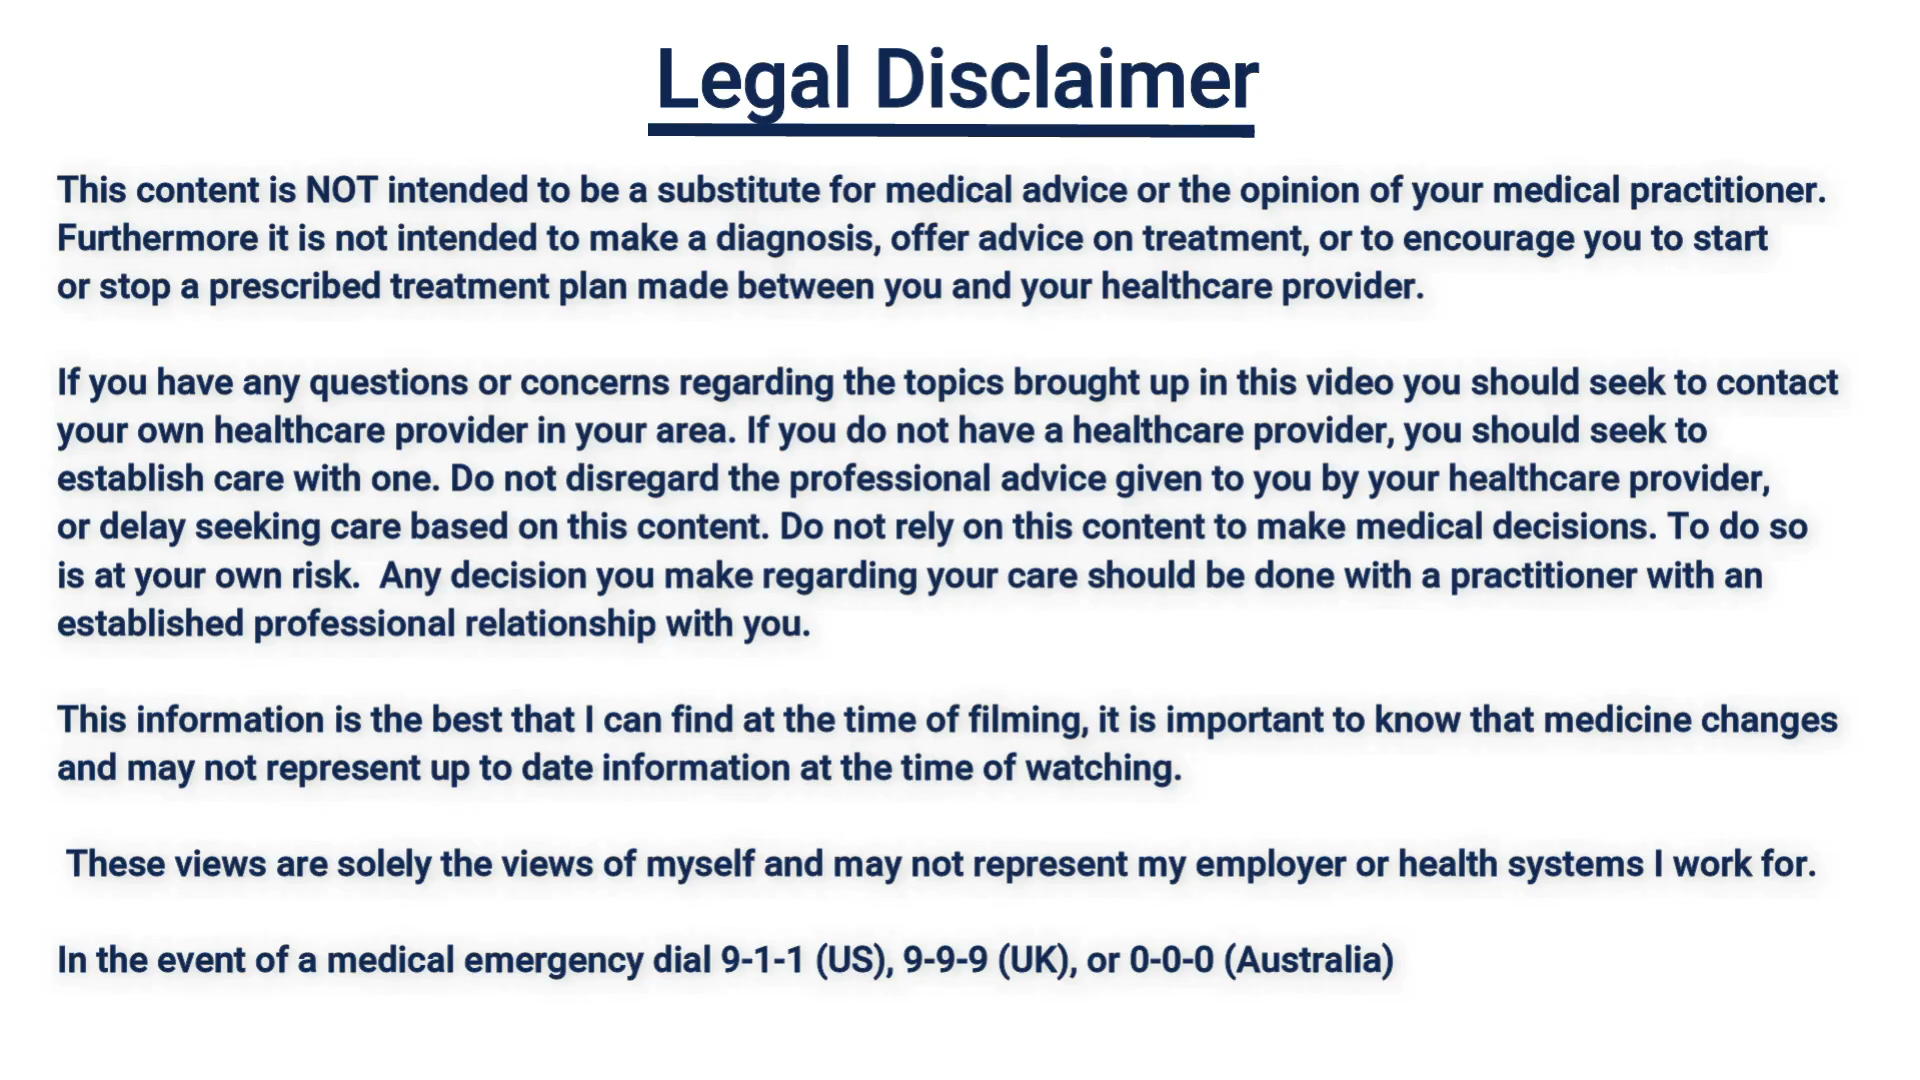 Legal Disclaimer
This content is NOT intended to be a substitute for medical advice or the opinion of your medical practitioner.
Furthermore it is not intended to make a diagnosis, offer advice on treatment, or to encourage you to start
or stop a prescribed treatment plan made between you and your healthcare provider.
If you have any questions or concerns regarding the topics brought up in this video you should seek to contact
your own healthcare provider in your area. If you do not have a healthcare provider, you should seek to
establish care with one. Do not disregard the professional advice given to you by your healthcare provider,
or delay seeking care based on this content. Do not rely on this content to make medical decisions. To do so
is at your own risk.  Any decision you make regarding your care should be done with a practitioner with an
established professional relationship with you.
This information is the best that I can find at the time of filming, it is important to know that medicine changes
and may not represent up to date information at the time of watching.
These views are solely the views of myself and may not represent my employer or health systems I work for.
In the event of a medical emergency dial 9-1-1 (US), 9-9-9 (UK), or 0-0-0 (Australia)